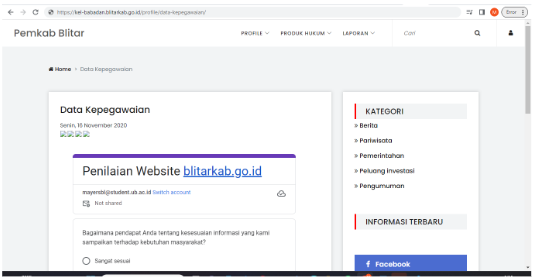 https://kel-babadan.blitarkab.go.id/profile/data-kepegawaian/
Error
Pemkab Blitar
PROFILE
PRODUK HUKUM
LAPORAN
Cari
Home > Data Kepegawaian
Data Kepegawaian
Senin, 16 November 2020
Penilaian Website blitarkab.go.id
mayersbl@student.ub.ac.id Switch account
Not shared
Bagaimana pendapat Anda tentang kesesuaian informasi yang kami
sampaikan terhadap kebutuhan masyarakat?
Sangat sesuai
KATEGORI
» Berita
» Pariwisata
» Pemerintahan
» Peluang Investasi
» Pengumuman
INFORMASI TERBARU
Facebook